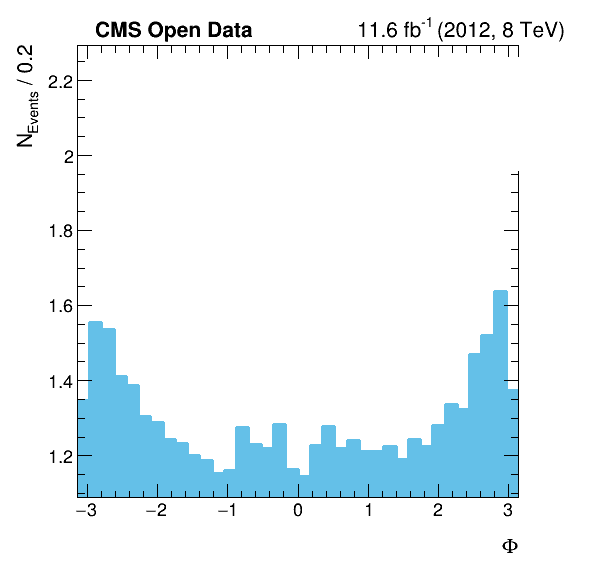 CMS Open Data
11.6 fb⁻¹ (2012, 8 TeV)
N_Events / 0.2
2.2
2
1.8
1.6
1.4
1.2
−3 −2 −1 0 1 2 3
Φ